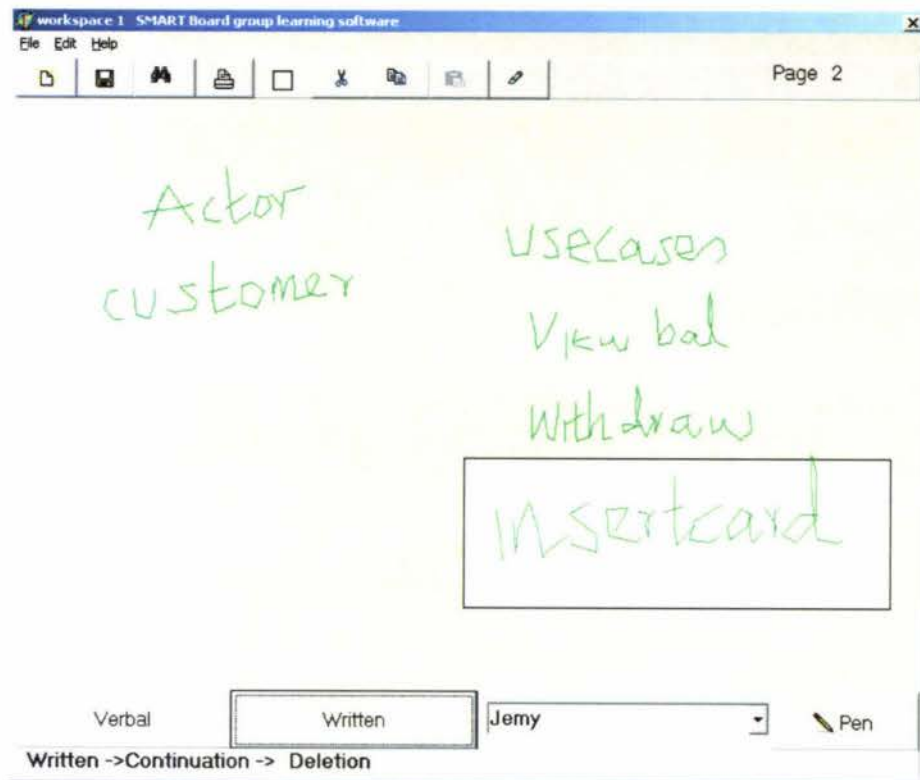 workspace 1 SMART Board group learning software
File Edit Help
Page 2
Actor
customer
usecases
View bal
Withdraw
insertcard
Verbal Written Jemy Pen
Written ->Continuation -> Deletion